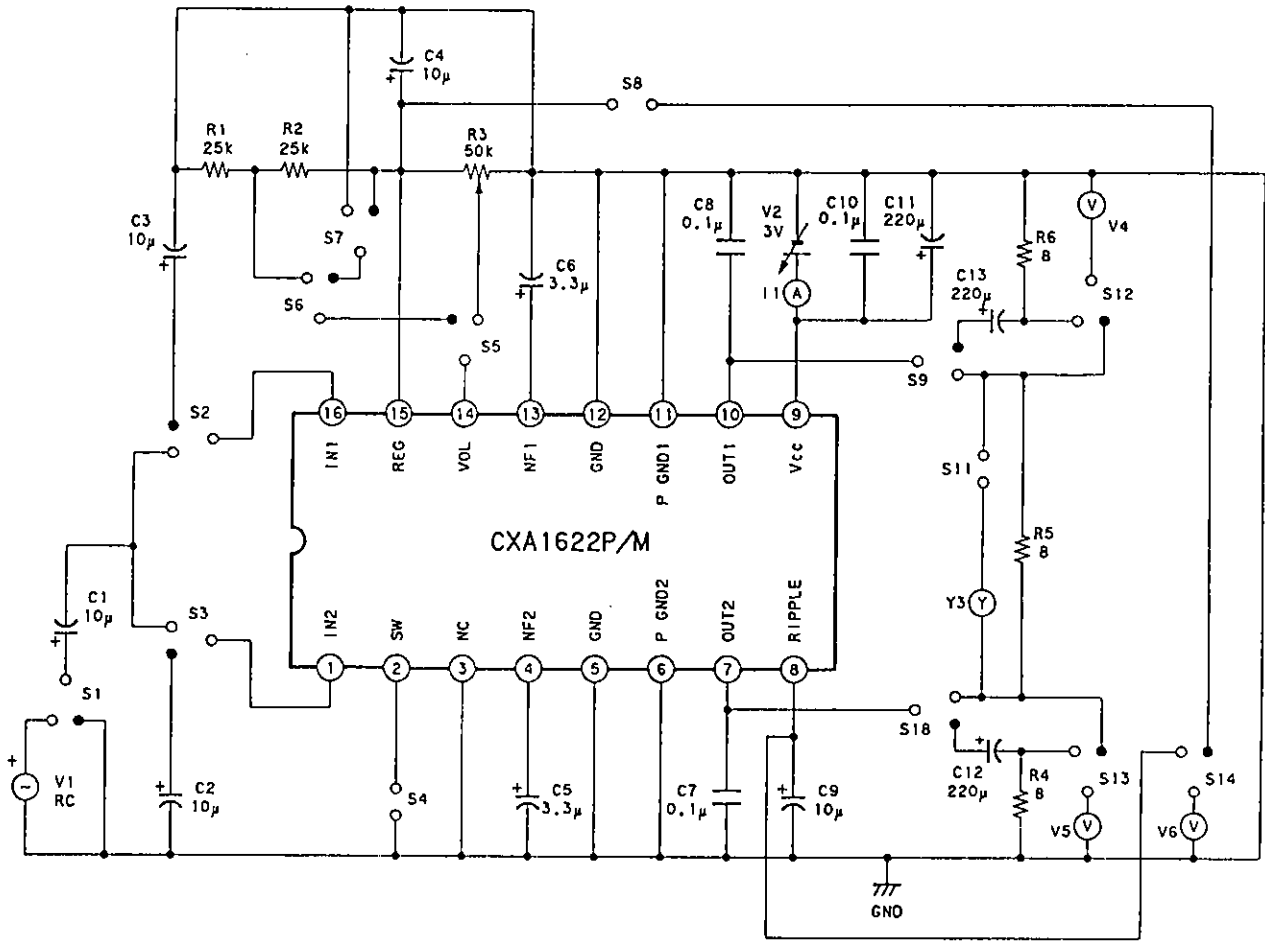 C4
10μ
S8
R1
25k
R2
25k
R3
50k
C3
10μ
S7
S6
S5
C6
3.3μ
C8
0.1μ
V2
3V
I1
A
C10
0.1μ
C11
220μ
R6
8
V
V4
C13
220μ
S12
S9
S2
16
15
14
13
12
11
10
9
IN1
REG
VOL
NF1
GND
P GND1
OUT1
Vcc
S11
R5
8
Y3
Y
CXA1622P/M
C1
10μ
S3
IN2
SW
NC
NF2
GND
P GND2
OUT2
RIPPLE
1
2
3
4
5
6
7
8
S1
S18
V1
RC
C2
10μ
S4
C5
3.3μ
C7
0.1μ
C9
10μ
C12
220μ
R4
8
S13
V5
V
S14
V6
V
GND